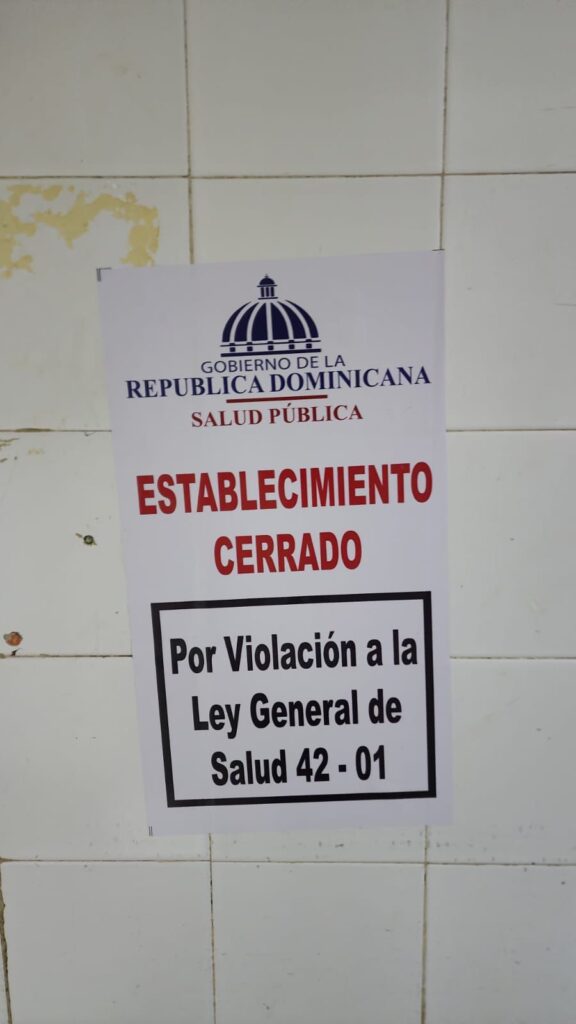 GOBIERNO DE LA
REPUBLICA DOMINICANA
SALUD PÚBLICA
ESTABLECIMIENTO
CERRADO
Por Violación a la
Ley General de
Salud 42 - 01